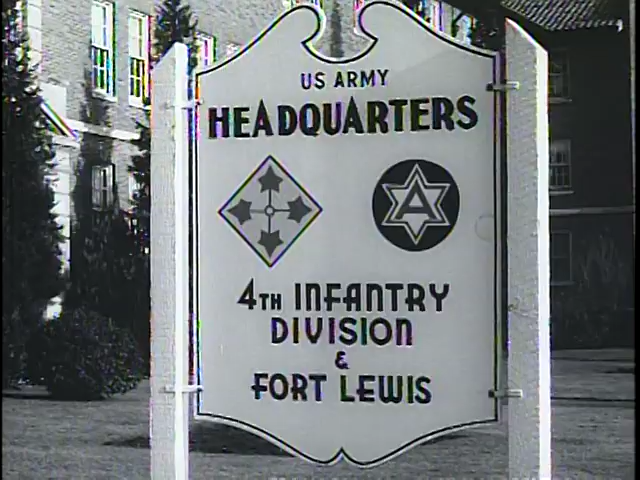 US ARMY
HEADQUARTERS
A
4TH INFANTRY
DIVISION
&
FORT LEWIS